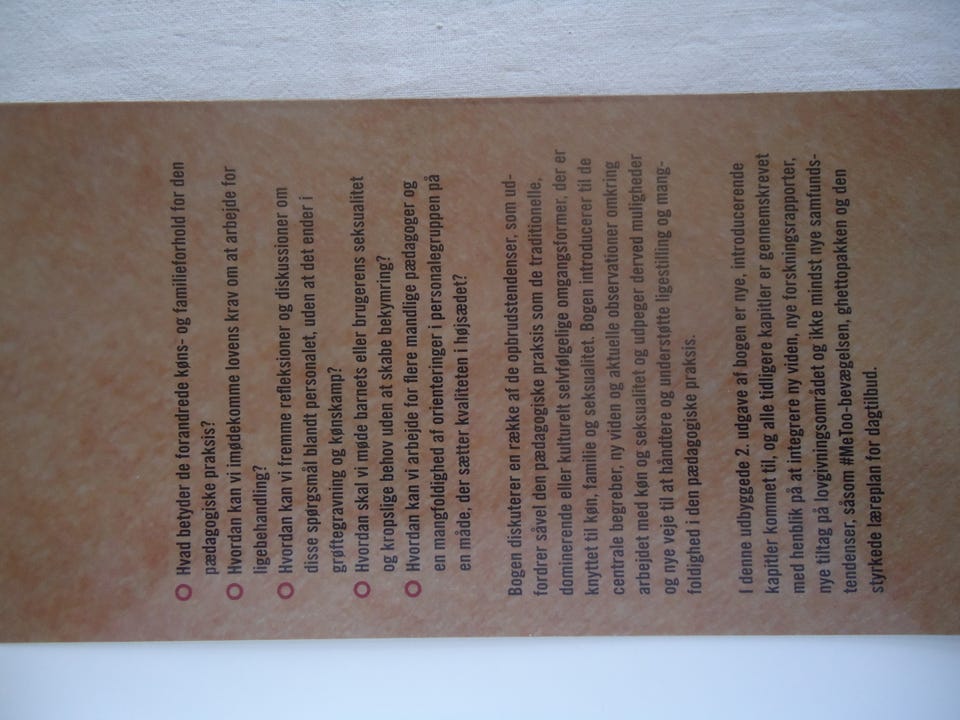 Hvad betyder de forandrede køns- og familieforhold for den
pædagogiske praksis?
Hvordan kan vi imødekomme lovens krav om at arbejde for
ligebehandling?
Hvordan kan vi fremme refleksioner og diskussioner om
disse spørgsmål blandt personalet, uden at det ender i
grøftegravning og kønskamp?
Hvordan skal vi møde barnets eller brugerens seksualitet
og kropslige behov uden at skabe bekymring?
Hvordan kan vi arbejde for flere mandlige pædagoger og
en mangfoldighed af orienteringer i personalegruppen på
en måde, der sætter kvaliteten i højsædet?
Bogen diskuterer en række af de opbrudstendenser, som ud-
fordrer såvel den pædagogiske praksis som de traditionelle,
dominerende eller kulturelt selvfølgelige omgangsformer, der er
knyttet til køn, familie og seksualitet. Bogen introducerer til de
centrale begreber, ny viden og aktuelle observationer omkring
arbejdet med køn og seksualitet og udpeger derved muligheder
og nye veje til at håndtere og understøtte ligestilling og mang-
foldighed i den pædagogiske praksis.
I denne udbyggede 2. udgave af bogen er nye, introducerende
kapitler kommet til, og alle tidligere kapitler er gennemskrevet
med henblik på at integrere ny viden, nye forskningsrapporter,
nye tiltag på lovgivningsområdet og ikke mindst nye samfunds-
tendenser, såsom #MeToo-bevægelsen, ghettopakken og den
styrkede læreplan for dagtilbud.